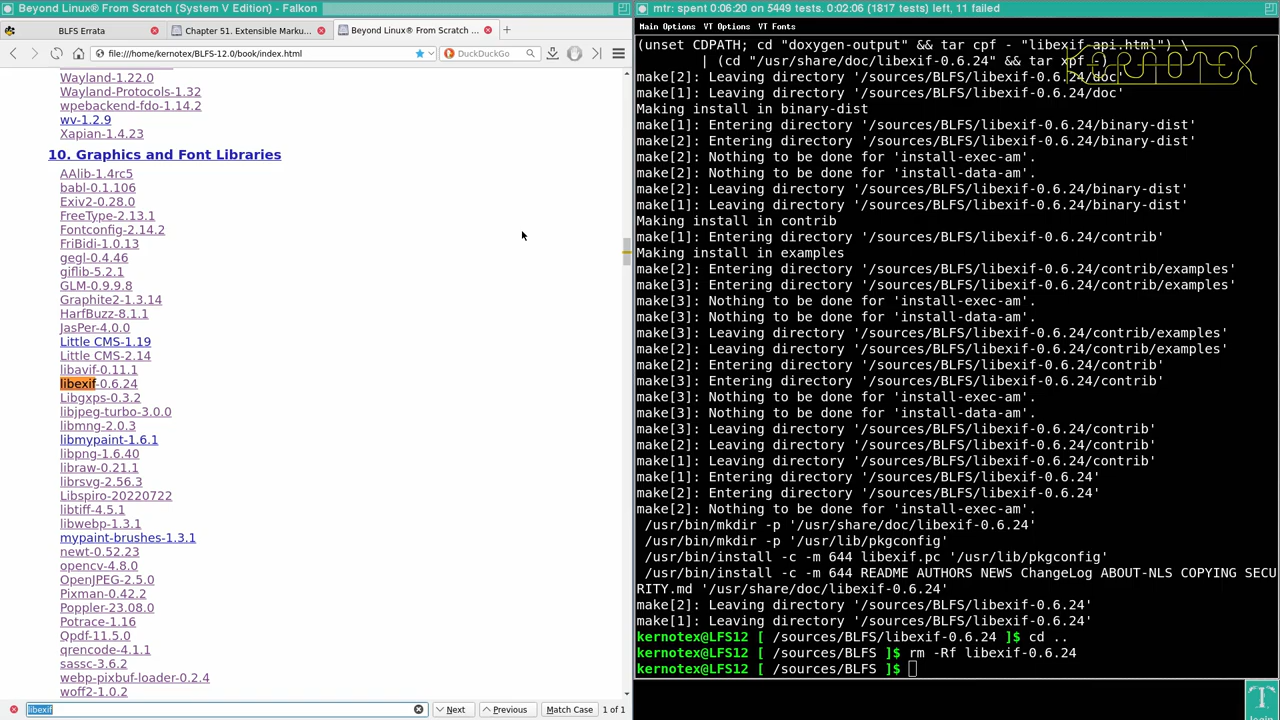 Beyond Linux® From Scratch (System V Edition) - Falkon
BLFS Errata
Chapter 51. Extensible Marku...
Beyond Linux® From Scratch ...
file:///home/kernotex/BLFS-12.0/book/index.html
DuckDuckGo
Wayland-1.22.0
Wayland-Protocols-1.32
wpebackend-fdo-1.14.2
wv-1.2.9
Xapian-1.4.23
10. Graphics and Font Libraries
AAlib-1.4rc5
babl-0.1.106
Exiv2-0.28.0
FreeType-2.13.1
Fontconfig-2.14.2
FriBidi-1.0.13
gegl-0.4.46
giflib-5.2.1
GLM-0.9.9.8
Graphite2-1.3.14
HarfBuzz-8.1.1
JasPer-4.0.0
Little CMS-1.19
Little CMS-2.14
libavif-0.11.1
libexif-0.6.24
Libgxps-0.3.2
libjpeg-turbo-3.0.0
libmng-2.0.3
libmypaint-1.6.1
libpng-1.6.40
libraw-0.21.1
librsvg-2.56.3
Libspiro-20220722
libtiff-4.5.1
libwebp-1.3.1
mypaint-brushes-1.3.1
newt-0.52.23
opencv-4.8.0
OpenJPEG-2.5.0
Pixman-0.42.2
Poppler-23.08.0
Potrace-1.16
Qpdf-11.5.0
qrencode-4.1.1
sassc-3.6.2
webp-pixbuf-loader-0.2.4
woff2-1.0.2
libexif
Next
Previous
Match Case
1 of 1
mtr: spent 0:06:20 on 5449 tests. 0:02:06 (1817 tests) left, 11 failed
Main Options VT Options VT Fonts
KERNOTEX
(unset CDPATH; cd "doxygen-output" && tar cpf - "libexif_api.html") \
| (cd "/usr/share/doc/libexif-0.6.24" && tar xpf -)
make[2]: Leaving directory '/sources/BLFS/libexif-0.6.24/doc'
make[1]: Leaving directory '/sources/BLFS/libexif-0.6.24/doc'
Making install in binary-dist
make[1]: Entering directory '/sources/BLFS/libexif-0.6.24/binary-dist'
make[2]: Entering directory '/sources/BLFS/libexif-0.6.24/binary-dist'
make[2]: Nothing to be done for 'install-exec-am'.
make[2]: Nothing to be done for 'install-data-am'.
make[2]: Leaving directory '/sources/BLFS/libexif-0.6.24/binary-dist'
make[1]: Leaving directory '/sources/BLFS/libexif-0.6.24/binary-dist'
Making install in contrib
make[1]: Entering directory '/sources/BLFS/libexif-0.6.24/contrib'
Making install in examples
make[2]: Entering directory '/sources/BLFS/libexif-0.6.24/contrib/examples'
make[3]: Entering directory '/sources/BLFS/libexif-0.6.24/contrib/examples'
make[3]: Nothing to be done for 'install-exec-am'.
make[3]: Nothing to be done for 'install-data-am'.
make[3]: Leaving directory '/sources/BLFS/libexif-0.6.24/contrib/examples'
make[2]: Leaving directory '/sources/BLFS/libexif-0.6.24/contrib/examples'
make[2]: Entering directory '/sources/BLFS/libexif-0.6.24/contrib'
make[3]: Entering directory '/sources/BLFS/libexif-0.6.24/contrib'
make[3]: Nothing to be done for 'install-exec-am'.
make[3]: Nothing to be done for 'install-data-am'.
make[3]: Leaving directory '/sources/BLFS/libexif-0.6.24/contrib'
make[2]: Leaving directory '/sources/BLFS/libexif-0.6.24/contrib'
make[1]: Leaving directory '/sources/BLFS/libexif-0.6.24/contrib'
make[1]: Entering directory '/sources/BLFS/libexif-0.6.24'
make[2]: Entering directory '/sources/BLFS/libexif-0.6.24'
make[2]: Nothing to be done for 'install-exec-am'.
/usr/bin/mkdir -p '/usr/share/doc/libexif-0.6.24'
/usr/bin/mkdir -p '/usr/lib/pkgconfig'
/usr/bin/install -c -m 644 libexif.pc '/usr/lib/pkgconfig'
/usr/bin/install -c -m 644 README AUTHORS NEWS ChangeLog ABOUT-NLS COPYING SECU
RITY.md '/usr/share/doc/libexif-0.6.24'
make[2]: Leaving directory '/sources/BLFS/libexif-0.6.24'
make[1]: Leaving directory '/sources/BLFS/libexif-0.6.24'
kernotex@LFS12 [ /sources/BLFS/libexif-0.6.24 ]$ cd ..
kernotex@LFS12 [ /sources/BLFS ]$ rm -Rf libexif-0.6.24
kernotex@LFS12 [ /sources/BLFS ]$
login